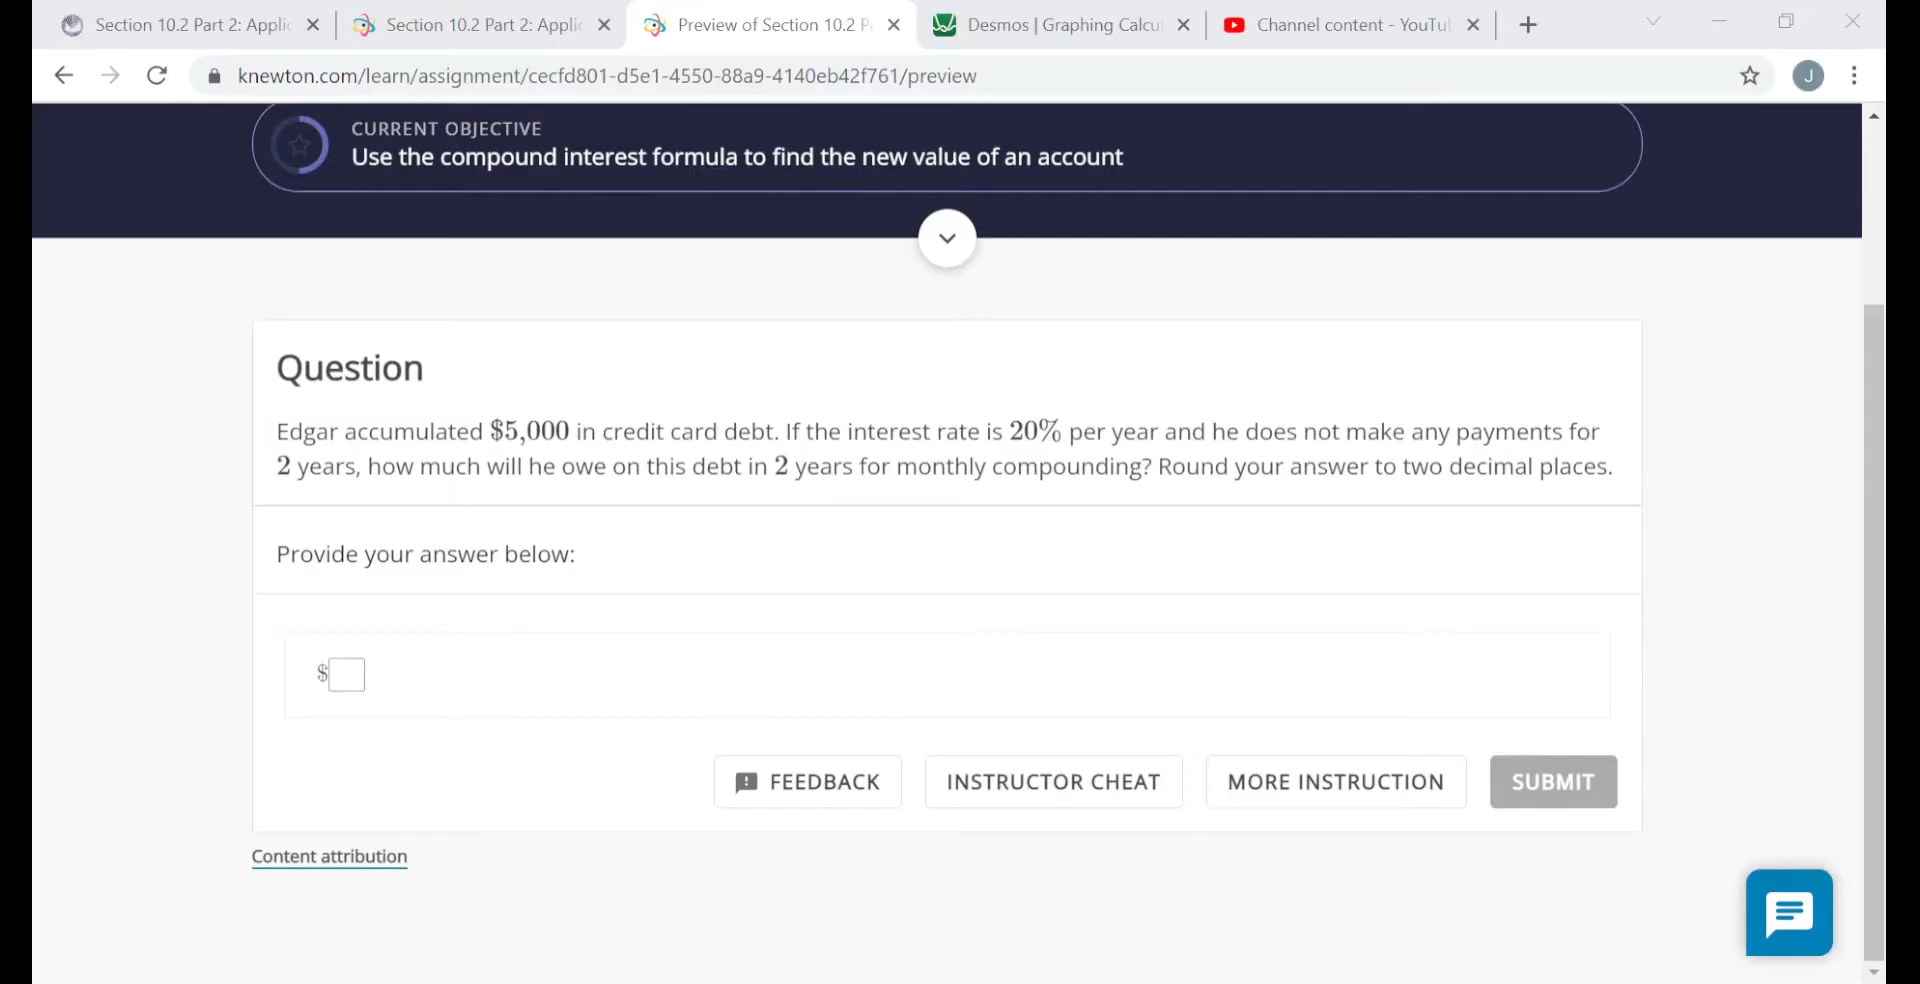 Section 10.2 Part 2: Applic
Section 10.2 Part 2: Applic
Preview of Section 10.2 P
Desmos | Graphing Calcu
Channel content - YouTu
knewton.com/learn/assignment/cecfd801-d5e1-4550-88a9-4140eb42f761/preview
J
CURRENT OBJECTIVE
Use the compound interest formula to find the new value of an account
Question
Edgar accumulated $5,000 in credit card debt. If the interest rate is 20% per year and he does not make any payments for
2 years, how much will he owe on this debt in 2 years for monthly compounding? Round your answer to two decimal places.
Provide your answer below:
$
FEEDBACK
INSTRUCTOR CHEAT
MORE INSTRUCTION
SUBMIT
Content attribution